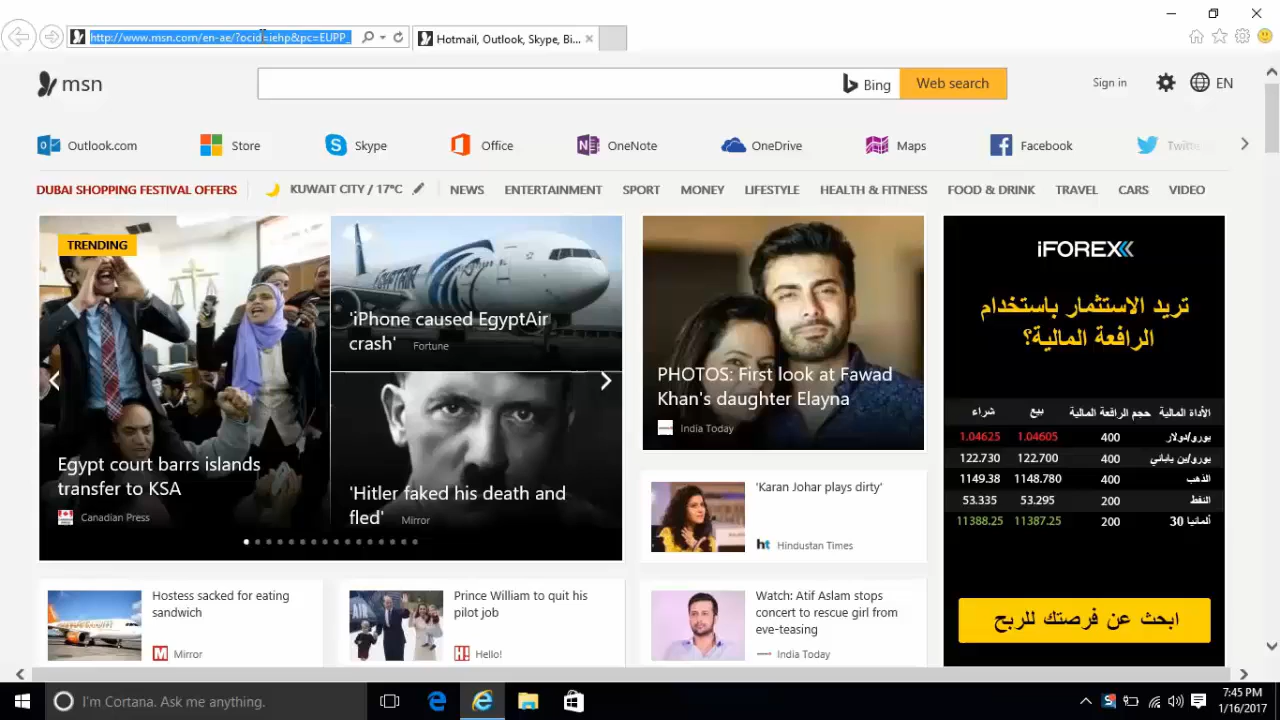 http://www.msn.com/en-ae/?ocid=iehp&pc=EUPP_
Hotmail, Outlook, Skype, Bi...
msn
Bing
Web search
Sign in
EN
Outlook.com
Store
Skype
Office
OneNote
OneDrive
Maps
Facebook
Twitte
DUBAI SHOPPING FESTIVAL OFFERS
KUWAIT CITY / 17°C
NEWS
ENTERTAINMENT
SPORT
MONEY
LIFESTYLE
HEALTH & FITNESS
FOOD & DRINK
TRAVEL
CARS
VIDEO
TRENDING
Egypt court barrs islands
transfer to KSA
Canadian Press
EGYPTAIR
'iPhone caused EgyptAir
crash' Fortune
'Hitler faked his death and
fled' Mirror
PHOTOS: First look at Fawad
Khan's daughter Elayna
India Today
'Karan Johar plays dirty'
ht Hindustan Times
Hostess sacked for eating
sandwich
M Mirror
Prince William to quit his
pilot job
H! Hello!
Watch: Atif Aslam stops
concert to rescue girl from
eve-teasing
India Today
iFOREX
تريد الاستثمار باستخدام
الرافعة المالية؟
الأداة المالية حجم الرافعة المالية بيع شراء
يورو/دولار 400 1.04605 1.04625
يورو/ين ياباني 400 122.700 122.730
الذهب 400 1148.780 1149.38
النفط 200 53.295 53.335
ألمانيا 30 200 11387.25 11388.25
ابحث عن فرصتك للربح
I'm Cortana. Ask me anything.
7:45 PM
1/16/2017